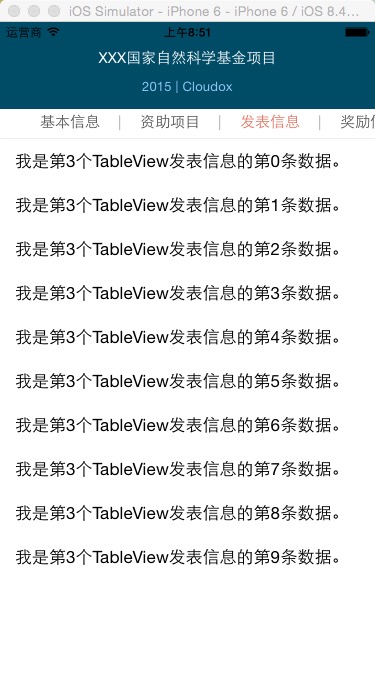 iOS Simulator - iPhone 6 - iPhone 6 / iOS 8.4...
运营商 上午8:51
XXX国家自然科学基金项目
2015 | Cloudox
基本信息 | 资助项目 | 发表信息 | 奖励
我是第3个TableView发表信息的第0条数据。
我是第3个TableView发表信息的第1条数据。
我是第3个TableView发表信息的第2条数据。
我是第3个TableView发表信息的第3条数据。
我是第3个TableView发表信息的第4条数据。
我是第3个TableView发表信息的第5条数据。
我是第3个TableView发表信息的第6条数据。
我是第3个TableView发表信息的第7条数据。
我是第3个TableView发表信息的第8条数据。
我是第3个TableView发表信息的第9条数据。